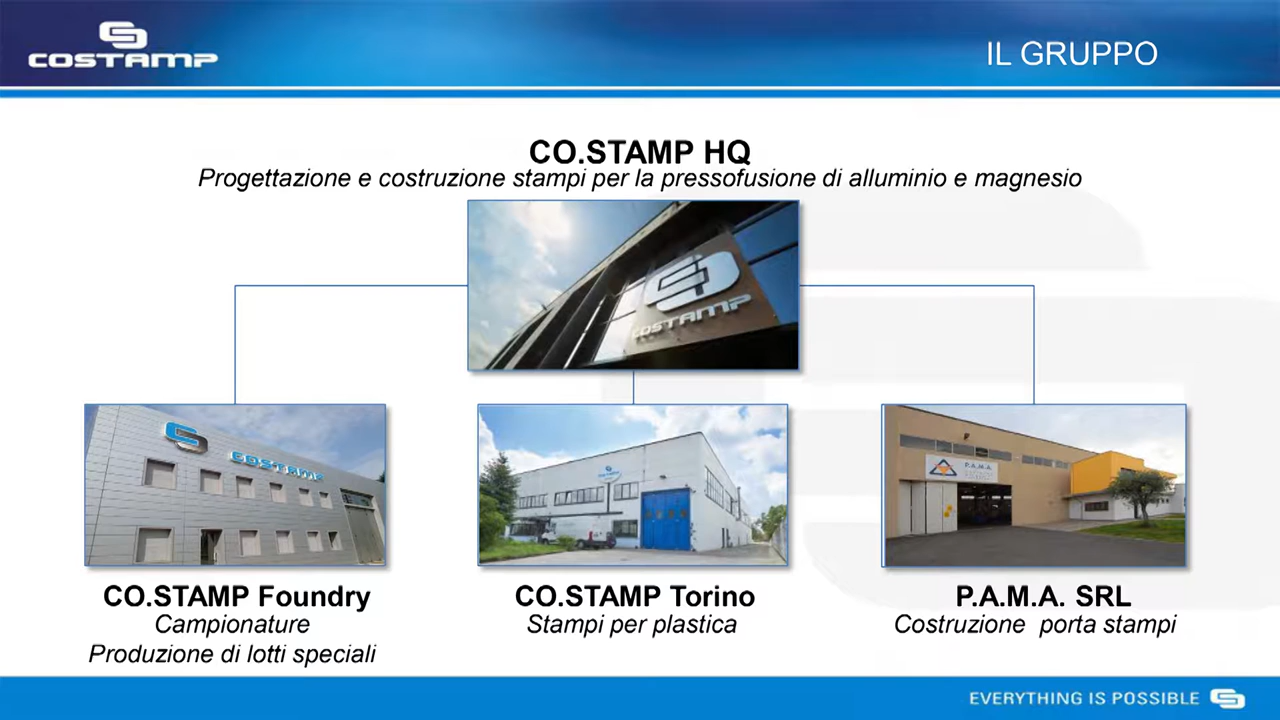 COSTAMP
IL GRUPPO
CO.STAMP HQ
Progettazione e costruzione stampi per la pressofusione di alluminio e magnesio
COSTAMP
COSTAMP
P.A.M.A.
CO.STAMP Foundry
Campionature
Produzione di lotti speciali
CO.STAMP Torino
Stampi per plastica
P.A.M.A. SRL
Costruzione porta stampi
EVERYTHING IS POSSIBLE